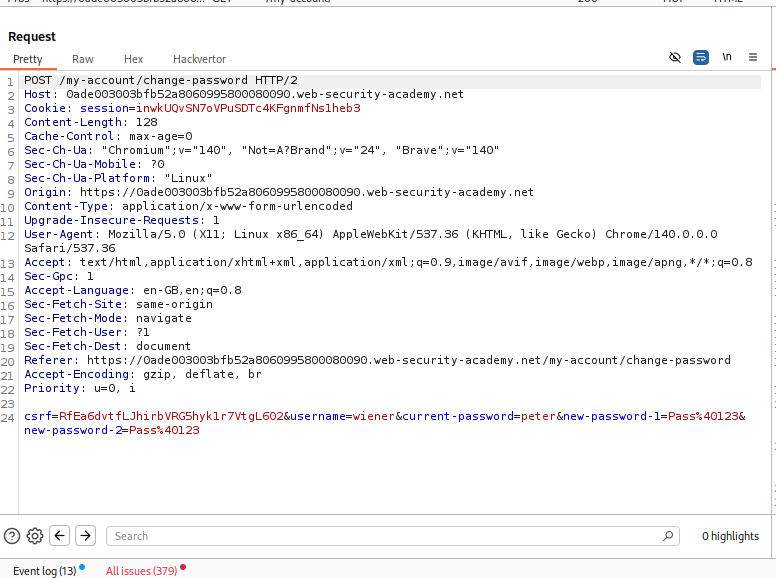 Request
Pretty Raw Hex Hackvertor \n
1 POST /my-account/change-password HTTP/2
2 Host: 0ade003003bfb52a8060995800080090.web-security-academy.net
3 Cookie: session=inwkUQvSN7oVPuSDTc4KFgnmfNs1heb3
4 Content-Length: 128
5 Cache-Control: max-age=0
6 Sec-Ch-Ua: "Chromium";v="140", "Not=A?Brand";v="24", "Brave";v="140"
7 Sec-Ch-Ua-Mobile: ?0
8 Sec-Ch-Ua-Platform: "Linux"
9 Origin: https://0ade003003bfb52a8060995800080090.web-security-academy.net
10 Content-Type: application/x-www-form-urlencoded
11 Upgrade-Insecure-Requests: 1
12 User-Agent: Mozilla/5.0 (X11; Linux x86_64) AppleWebKit/537.36 (KHTML, like Gecko) Chrome/140.0.0.0
Safari/537.36
13 Accept: text/html,application/xhtml+xml,application/xml;q=0.9,image/avif,image/webp,image/apng,*/*;q=0.8
14 Sec-Gpc: 1
15 Accept-Language: en-GB,en;q=0.8
16 Sec-Fetch-Site: same-origin
17 Sec-Fetch-Mode: navigate
18 Sec-Fetch-User: ?1
19 Sec-Fetch-Dest: document
20 Referer: https://0ade003003bfb52a8060995800080090.web-security-academy.net/my-account/change-password
21 Accept-Encoding: gzip, deflate, br
22 Priority: u=0, i
23
24 csrf=RfEa6dvtfLJhirbVRG5hyk1r7VtgL602&username=wiener&current-password=peter&new-password-1=Pass%40123&
new-password-2=Pass%40123
Search 0 highlights
Event log (13) All issues (379)